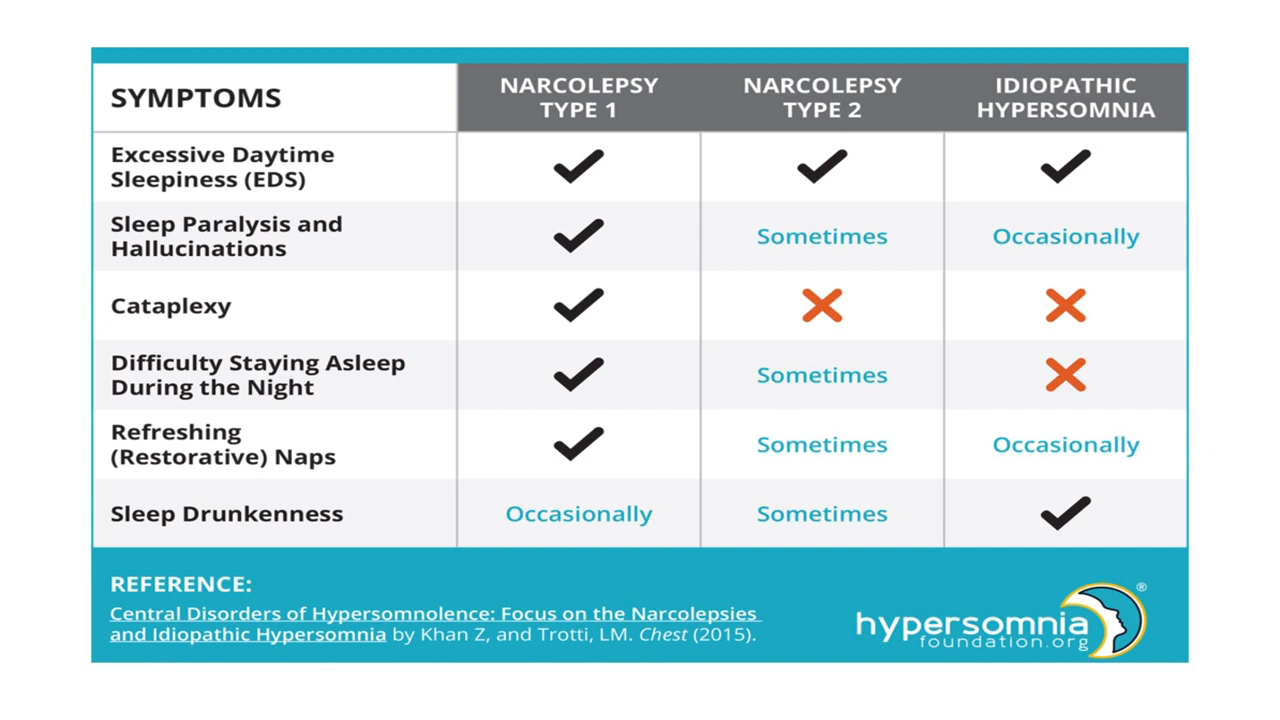 SYMPTOMS
NARCOLEPSY
TYPE 1
NARCOLEPSY
TYPE 2
IDIOPATHIC
HYPERSOMNIA
Excessive Daytime
Sleepiness (EDS)
Sleep Paralysis and
Hallucinations
Sometimes
Occasionally
Cataplexy
Difficulty Staying Asleep
During the Night
Sometimes
Refreshing
(Restorative) Naps
Sometimes
Occasionally
Sleep Drunkenness
Occasionally
Sometimes
REFERENCE:
Central Disorders of Hypersomnolence: Focus on the Narcolepsies
and Idiopathic Hypersomnia by Khan Z, and Trotti, LM. Chest (2015).
hypersomnia ®
foundation.org